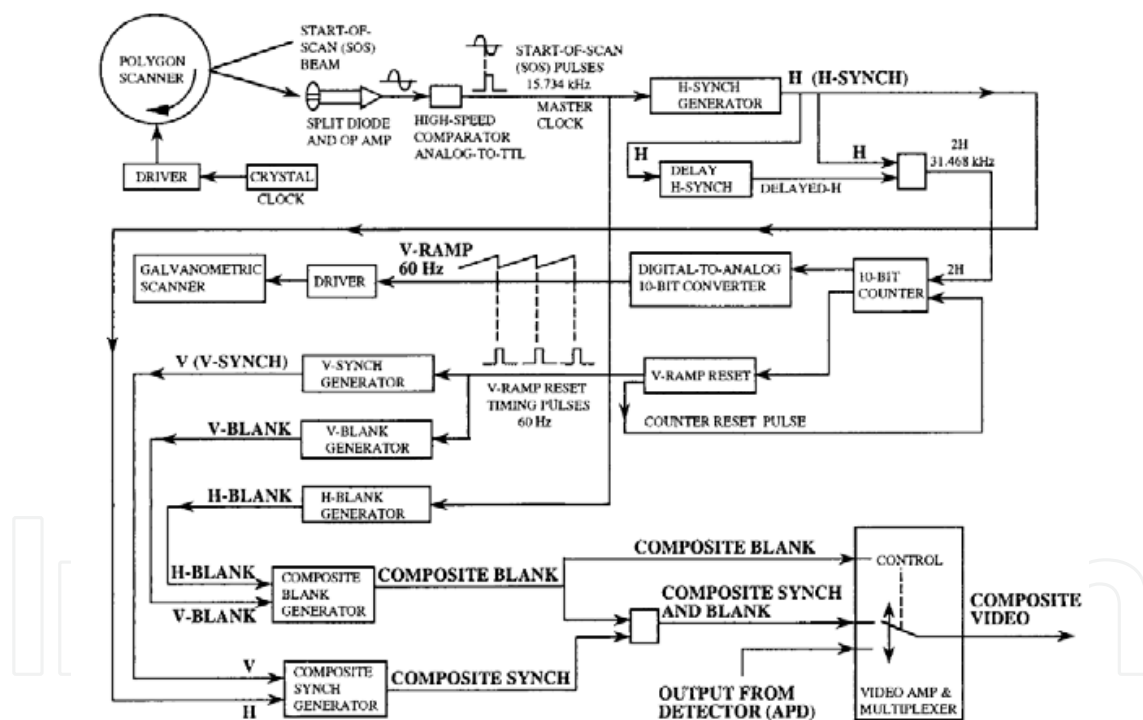 START-OF-
SCAN (SOS)
BEAM
POLYGON
SCANNER
START-OF-SCAN
(SOS) PULSES
15.734 kHz
MASTER
CLOCK
SPLIT DIODE
AND OP AMP
HIGH-SPEED
COMPARATOR
ANALOG-TO-TTL
H-SYNCH
GENERATOR
H (H-SYNCH)
DRIVER
CRYSTAL
CLOCK
H
DELAY
H-SYNCH
DELAYED-H
H
2H
31.468 kHz
GALVANOMETRIC
SCANNER
DRIVER
V-RAMP
60 Hz
DIGITAL-TO-ANALOG
10-BIT CONVERTER
10-BIT
COUNTER
2H
V (V-SYNCH)
V-SYNCH
GENERATOR
V-RAMP RESET
TIMING PULSES
60 Hz
V-RAMP RESET
COUNTER RESET PULSE
V-BLANK
V-BLANK
GENERATOR
H-BLANK
H-BLANK
GENERATOR
H-BLANK
V-BLANK
COMPOSITE
BLANK
GENERATOR
COMPOSITE BLANK
COMPOSITE BLANK
COMPOSITE SYNCH
AND BLANK
CONTROL
COMPOSITE
VIDEO
V
H
COMPOSITE
SYNCH
GENERATOR
COMPOSITE SYNCH
OUTPUT FROM
DETECTOR (APD)
VIDEO AMP &
MULTIPLEXER